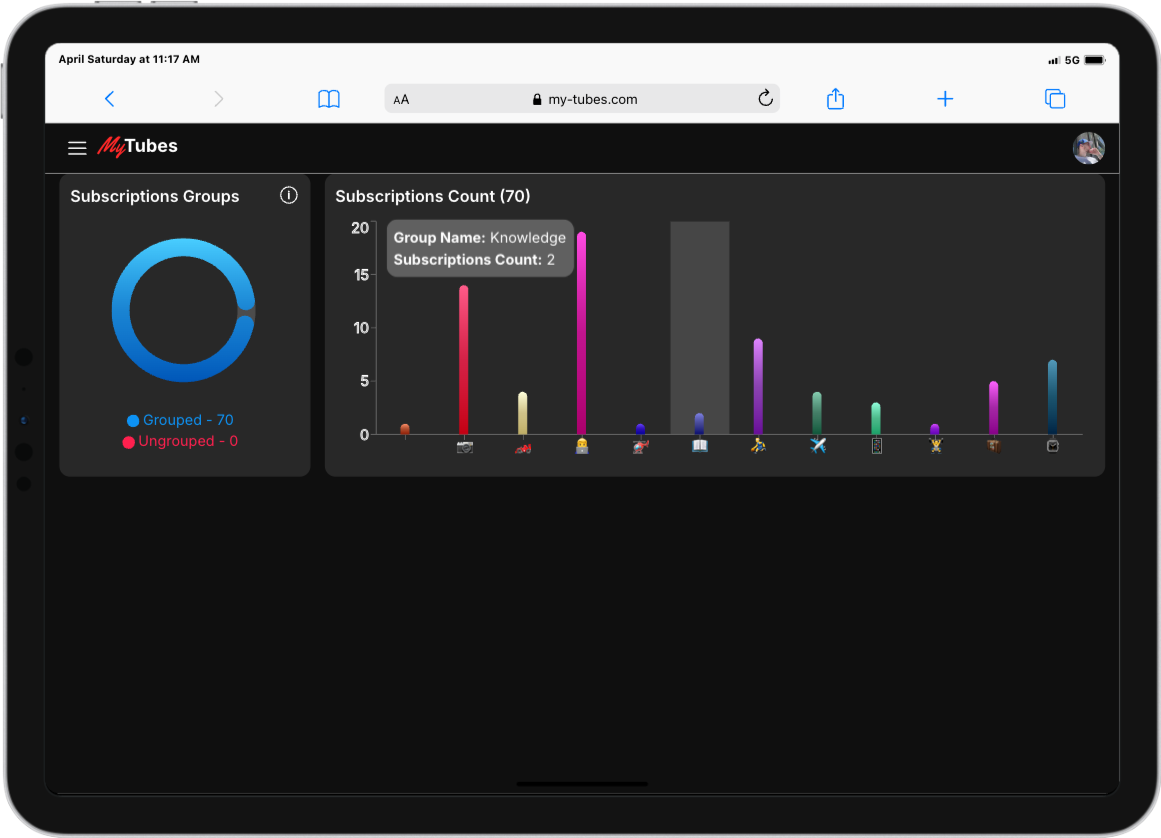 April Saturday at 11:17 AM
5G
AA
my-tubes.com
MyTubes
Subscriptions Groups
Grouped - 70
Ungrouped - 0
Subscriptions Count (70)
20
15
10
5
0
Group Name: Knowledge
Subscriptions Count: 2